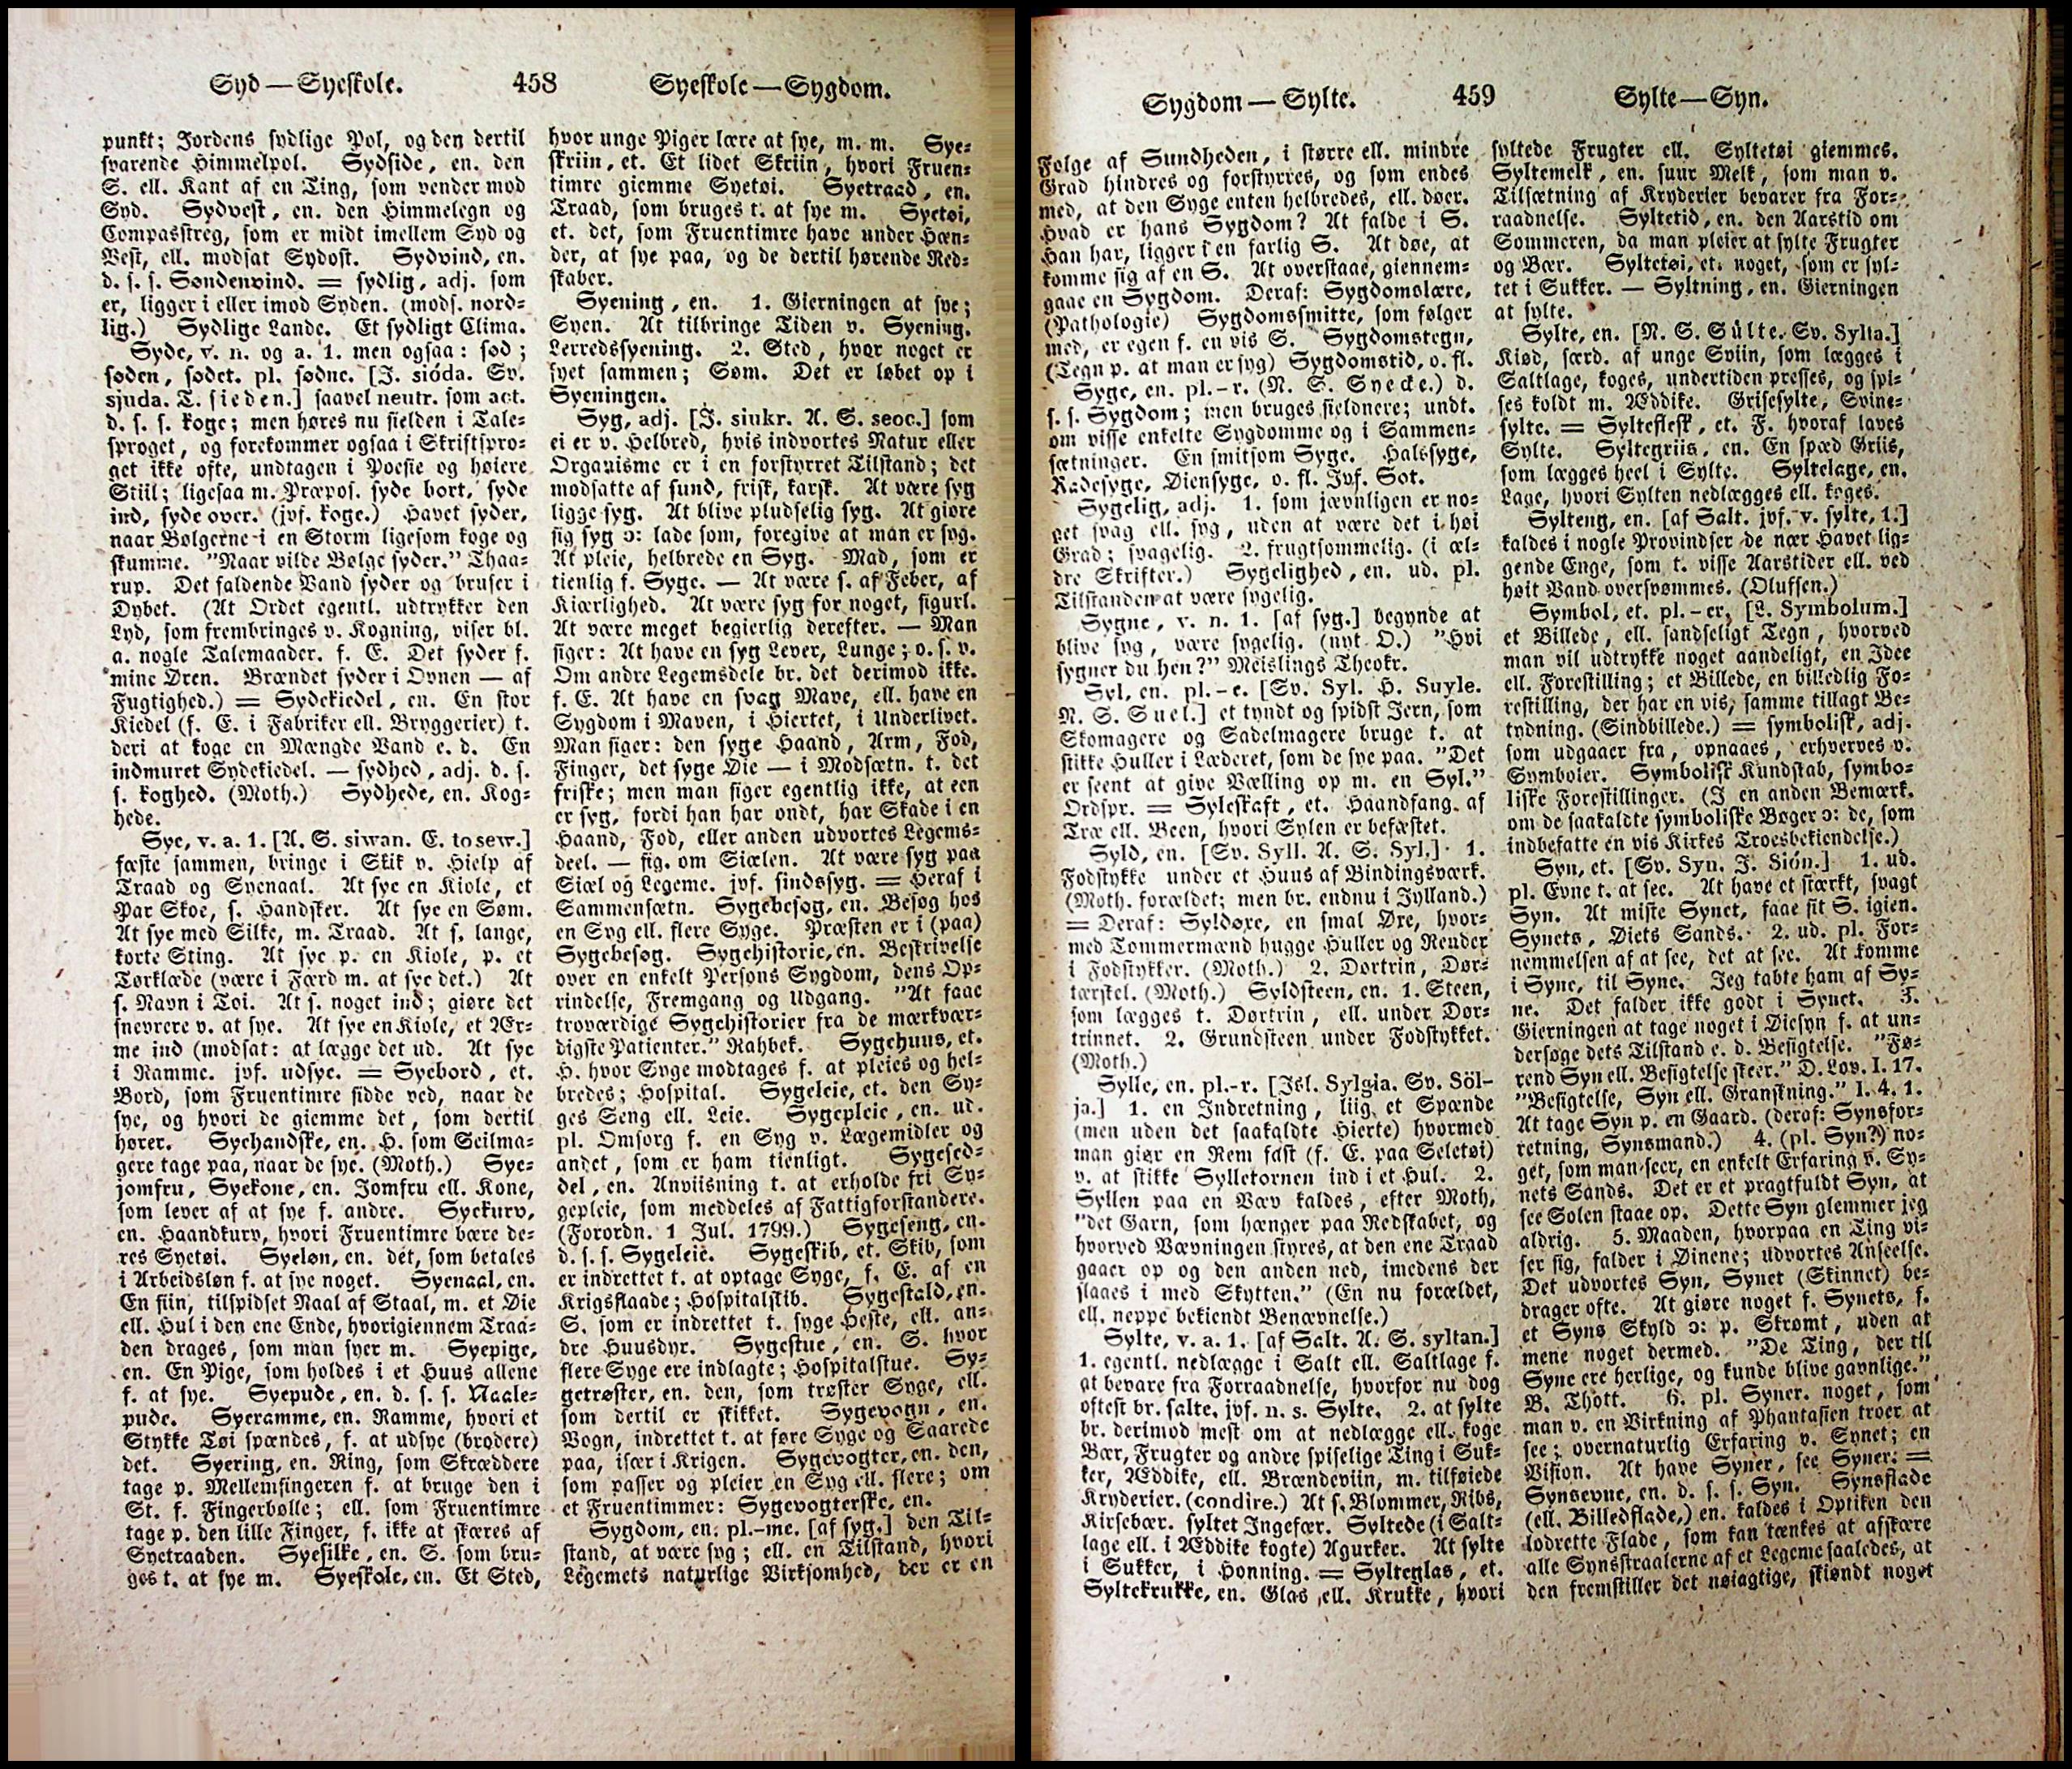 Syd — Syeskole. 458 Syeskole — Sygdom.
punkt; Jordens sydlige Pol, og den dertil
svarende Himmelpol. Sydside, en. den
S. ell. Kant af en Ting, som vender mod
Syd. Sydvest, en. den Himmelegn og
Compasstreg, som er midt imellem Syd og
Vest, ell. modsat Sydost. Sydvind, en.
d. s. s. Søndenvind. = sydlig, adj. som
er, ligger i eller imod Syden. (mods. nord-
lig.) Sydlige Lande. Et sydligt Clima.
Syde, v. n. og a. 1. men ogsaa: sød;
søden, sødet. pl. sødne. [J. sióda. Sv.
sjuda. T. sieden.] saavel neutr. som act.
d. s. s. koge; men høres nu sielden i Tale-
sproget, og forekommer ogsaa i Skriftspro-
get ikke ofte, undtagen i Poesie og høiere
Stiil; ligesaa m. Præpos. syde bort, syde
ind, syde over. (jvf. koge.) Havet syder,
naar Bølgerne i en Storm ligesom koge og
skumme. "Naar vilde Bølge syder." Thaa-
rup. Det faldende Vand syder og bruser i
Dybet. (At Ordet egentl. udtrykker den
Lyd, som frembringes v. Kogning, viser bl.
a. nogle Talemaader. f. E. Det syder f.
mine Øren. Brændet syder i Ovnen — af
Fugtighed.) = Sydekiedel, en. En stor
Kiedel (f. E. i Fabriker ell. Bryggerier) t.
deri at koge en Mængde Vand e. d. En
indmuret Sydekiedel. — sydhed, adj. d. s.
s. koghed. (Moth.) Sydhede, en. Kog-
hede.
Sye, v. a. 1. [A. S. siwan. E. to sew.]
fæste sammen, bringe i Skik v. Hielp af
Traad og Syenaal. At sye en Kiole, et
Par Skoe, s. Handsker. At sye en Søm.
At sye med Silke, m. Traad. At s. lange,
korte Sting. At sye p. en Kiole, p. et
Tørklæde (være i Færd m. at sye det.) At
s. Navn i Toi. At s. noget ind; giøre det
snevrere v. at sye. At sye en Kiole, et Ær-
me ind (modsat: at lægge det ud. At sye
i Ramme. jvf. udsye. = Syebord, et.
Bord, som Fruentimre sidde ved, naar de
sye, og hvori de giemme det, som dertil
hører. Syehandske, en. H. som Seilma-
gere tage paa, naar de sye. (Moth.) Sye-
jomfru, Syekone, en. Jomfru ell. Kone,
som lever af at sye f. andre. Syekurv,
en. Haandkurv, hvori Fruentimre bære de-
res Syetøi. Syeløn, en. det, som betales
i Arbeidsløn f. at sye noget. Syenaal, en.
En fiin, tilspidset Naal af Staal, m. et Øie
ell. Hul i den ene Ende, hvorigiennem Traa-
den drages, som man syer m. Syepige,
en. En Pige, som holdes i et Huus allene
f. at sye. Syepude, en. d. s. s. Naale-
pude. Syeramme, en. Ramme, hvori et
Stykke Tøi spændes, f. at udsye (brodere)
det. Syering, en. Ring, som Skræddere
tage p. Mellemfingeren f. at bruge den i
St. f. Fingerbølle; ell. som Fruentimre
tage p. den lille Finger, f. ikke at skæres af
Syetraaden. Syesilke, en. S. som bru-
ges t. at sye m. Syeskole, en. Et Sted,
hvor unge Piger lære at sye, m. m. Sye-
skriin, et. Et lidet Skriin, hvori Fruen-
timre giemme Syetøi. Syetraad, en.
Traad, som bruges t. at sye m. Syetøi,
et. det, som Fruentimre have under Hæn-
der, at sye paa, og de dertil hørende Red-
skaber.
Syening, en. 1. Gierningen at sye;
Syen. At tilbringe Tiden v. Syening.
Lerredssyening. 2. Sted, hvor noget er
syet sammen; Søm. Det er løbet op i
Syeningen.
Syg, adj. [J. siukr. A. S. seoc.] som
ei er v. Helbred, hvis indvortes Natur eller
Organisme er i en forstyrret Tilstand; det
modsatte af sund, frisk, karsk. At være syg
ligge syg. At blive pludselig syg. At giøre
sig syg ɔ: lade som, foregive at man er syg.
At pleie, helbrede en Syg. Mad, som er
tienlig f. Syge. — At være s. af Feber, af
Kiærlighed. At være syg for noget, figurl.
At være meget begierlig derefter. — Man
siger: At have en syg Lever, Lunge; o. s. v.
Om andre Legemsdele br. det derimod ikke.
f. E. At have en svag Mave, ell. have en
Sygdom i Maven, i Hiertet, i Underlivet.
Man siger: den syge Haand, Arm, Fod,
Finger, det syge Øie — i Modsætn. t. det
friske; men man siger egentlig ikke, at een
er syg, fordi han har ondt, har Skade i en
Haand, Fod, eller anden udvortes Legems-
deel. — fig. om Siælen. At være syg paa
Siæl og Legeme. jvf. sindssyg. = Heraf i
Sammensætn. Sygebesøg, en. Besøg hos
en Syg ell. flere Syge. Præsten er i (paa)
Sygebesøg. Sygehistorie, en. Beskrivelse
over en enkelt Persons Sygdom, dens Op-
rindelse, Fremgang og Udgang. "At faae
troværdige Sygehistorier fra de mærkvær-
digste Patienter." Rahbek. Sygehuus, et.
H. hvor Syge modtages f. at pleies og hel-
bredes; Hospital. Sygeleie, et. den Sy-
ges Seng ell. Leie. Sygepleie, en. ud.
pl. Omsorg f. en Syg v. Lægemidler og
andet, som er ham tienligt. Sygesed-
del, en. Anviisning t. at erholde fri Sy-
gepleie, som meddeles af Fattigforstandere.
(Forordn. 1 Jul. 1799.) Sygeseng, en.
d. s. s. Sygeleie. Sygeskib, et. Skib, som
er indrettet t. at optage Syge, f. E. af en
Krigsflaade; Hospitalskib. Sygestald, en.
S. som er indrettet t. syge Heste, ell. an-
dre Huusdyr. Sygestue, en. S. hvor
flere Syge ere indlagte; Hospitalstue. Sy-
getrøster, en. den, som trøster Syge, ell.
som dertil er skikket. Sygevogn, en.
Vogn, indrettet t. at føre Syge og Saarede
paa, især i Krigen. Sygevogter, en. den,
som passer og pleier en Syg ell. flere; om
et Fruentimmer: Sygevogterske, en.
Sygdom, en. pl.-me. [af syg.] den Til-
stand, at være syg; ell. en Tilstand, hvori
Legemets naturlige Virksomhed, der er en
Sygdom — Sylte. 459 Sylte — Syn.
Følge af Sundheden, i større ell. mindre
Grad hindres og forstyrres, og som endes
med, at den Syge enten helbredes, ell. døer.
Hvad er hans Sygdom? At falde i S.
Han har, ligger i en farlig S. At døe, at
komme sig af en S. At overstaae, giennem-
gaae en Sygdom. Deraf: Sygdomslære,
(Pathologie) Sygdomssmitte, som følger
med, er egen f. en vis S. Sygdomstegn,
(Tegn p. at man er syg) Sygdomstid, o. fl.
Syge, en. pl.-r. (N. S. Syecke.) d.
s. s. Sygdom; men bruges sieldnere; undt.
om visse enkelte Sygdomme og i Sammen-
sætninger. En smitsom Syge. Halssyge,
Radesyge, Øiensyge, o. fl. Jvf. Sot.
Sygelig, adj. 1. som jævnligen er no-
get svag ell. syg, uden at være det i høi
Grad; svagelig. 2. frugtsommelig. (i æl-
dre Skrifter.) Sygelighed, en. ud. pl.
Tilstanden at være sygelig.
Sygne, v. n. 1. [af syg.] begynde at
blive syg, være sygelig. (nyt O.) "Hvi
sygner du hen?" Meislings Theokr.
Syl, en. pl.-e. [Sv. Syl. H. Suyle.
N. S. Suel.] et tyndt og spidst Jern, som
Skomagere og Sadelmagere bruge t. at
stikke Huller i Læderet, som de sye paa. "Det
er seent at give Vælling op m. en Syl."
Ordspr. = Syleskaft, et. Haandfang af
Træ ell. Been, hvori Sylen er befæstet.
Syld, en. [Sv. Syll. A. S. Syl.] 1.
Fodstykke under et Huus af Bindingsværk.
(Moth. forældet; men br. endnu i Jylland.)
= Deraf: Syldøxe, en smal Øxe, hvor-
med Tømmermænd hugge Huller og Render
i Fodstykker. (Moth.) 2. Dørtrin, Dør-
tærskel. (Moth.) Syldsteen, en. 1. Steen,
som lægges t. Dørtrin, ell. under Dør-
trinnet. 2. Grundsteen under Fodstykket.
(Moth.)
Sylle, en. pl.-r. [Isl. Sylgia. Sv. Söl-
ja.] 1. en Indretning, liig et Spænde
(men uden det saakaldte Hierte) hvormed
man giør en Rem fast (f. E. paa Seletøi)
v. at stikke Sylletornen ind i et Hul. 2.
Syllen paa en Væv kaldes, efter Moth,
"det Garn, som hænger paa Redskabet, og
hvorved Vævningen styres, at den ene Traad
gaaer op og den anden ned, imedens der
slaaes i med Skytten." (En nu forældet,
ell. neppe bekiendt Benævnelse.)
Sylte, v. a. 1. [af Salt. A. S. syltan.]
1. egentl. nedlægge i Salt ell. Saltlage f.
at bevare fra Forraadnelse, hvorfor nu dog
oftest br. salte, jvf. n. s. Sylte. 2. at sylte
br. derimod mest om at nedlægge ell. koge
Bær, Frugter og andre spiselige Ting i Suk-
ker, Æddike, ell. Brændeviin, m. tilføiede
Kryderier. (condire.) At s. Blommer, Ribs,
Kirsebær. syltet Ingefær. Syltede (i Salt-
lage ell. i Æddike kogte) Agurker. At sylte
i Sukker, i Honning. = Sylteglas, et.
Syltekrukke, en. Glas, ell. Krukke, hvori
syltede Frugter ell. Syltetøi giemmes.
Syltemelk, en. suur Melk, som man v.
Tilsætning af Kryderier bevarer fra For-
raadnelse. Syltetid, en. den Aarstid om
Sommeren, da man pleier at sylte Frugter
og Bær. Syltetøi, et. noget, som er syl-
tet i Sukker. — Syltning, en. Gierningen
at sylte.
Sylte, en. [N. S. Sülte. Sv. Sylta.]
Kiød, særd. af unge Sviin, som lægges i
Saltlage, koges, undertiden presses, og spi-
ses koldt m. Æddike. Grisesylte, Svine-
sylte. = Sylteflesk, et. F. hvoraf laves
Sylte. Syltegriis, en. En spæd Griis,
som lægges heel i Sylte. Syltelage, en.
Lage, hvori Sylten nedlægges ell. koges.
Sylteng, en. [af Salt. jvf. v. sylte, 1.]
kaldes i nogle Provindser de nær Havet lig-
gende Enge, som t. visse Aarstider ell. ved
høit Vand oversvømmes. (Olufsen.)
Symbol, et. pl.-er, [L. Symbolum.]
et Billede, ell. sandseligt Tegn, hvorved
man vil udtrykke noget aandeligt, en Idee
ell. Forestilling; et Billede, en billedlig Fo-
restilling, der har en vis, samme tillagt Be-
tydning. (Sindbillede.) = symbolisk, adj.
som udgaaer fra, opnaaes, erhverves v.
Symboler. Symbolisk Kundskab, symbo-
liske Forestillinger. (I en anden Bemærk.
om de saakaldte symboliske Bøger ɔ: de, som
indbefatte en vis Kirkes Troesbekiendelse.)
Syn, et. [Sv. Syn. J. Sión.] 1. ud.
pl. Evne t. at see. At have et stærkt, svagt
Syn. At miste Synet, faae sit S. igien.
Synets, Øiets Sands. 2. ud. pl. For-
nemmelsen af at see, det at see. At komme
i Syne, til Syne. Jeg tabte ham af Sy-
ne. Det falder ikke godt i Synet. 3.
Gierningen at tage noget i Øiesyn f. at un-
dersøge dets Tilstand e. d. Besigtelse. "Fø-
rend Syn ell. Besigtelse skeer." D. Lov. I. 17.
"Besigtelse, Syn ell. Granskning." I. 4. 1.
At tage Syn p. en Gaard. (deraf: Synsfor-
retning, Synsmand.) 4. (pl. Syn?) no-
get, som man seer, en enkelt Erfaring v. Sy-
nets Sands. Det er et pragtfuldt Syn, at
see Solen staae op. Dette Syn glemmer jeg
aldrig. 5. Maaden, hvorpaa en Ting vi-
ser sig, falder i Øinene; udvortes Anseelse.
Det udvortes Syn, Synet (Skinnet) be-
drager ofte. At giøre noget f. Synets, f.
et Syns Skyld ɔ: p. Skrømt, uden at
mene noget dermed. "De Ting, der til
Syne ere herlige, og kunde blive gavnlige."
B. Thott. 6. pl. Syner. noget, som
man v. en Virkning af Phantasien troer at
see; overnaturlig Erfaring v. Synet; en
Vision. At have Syner, see Syner. =
Synsevne, en. d. s. s. Syn. Synsflade
(ell. Billedflade,) en. kaldes i Optiken den
lodrette Flade, som kan tænkes at afskære
alle Synsstraalerne af et Legeme saaledes, at
den fremstiller det nøiagtige, skiøndt noget